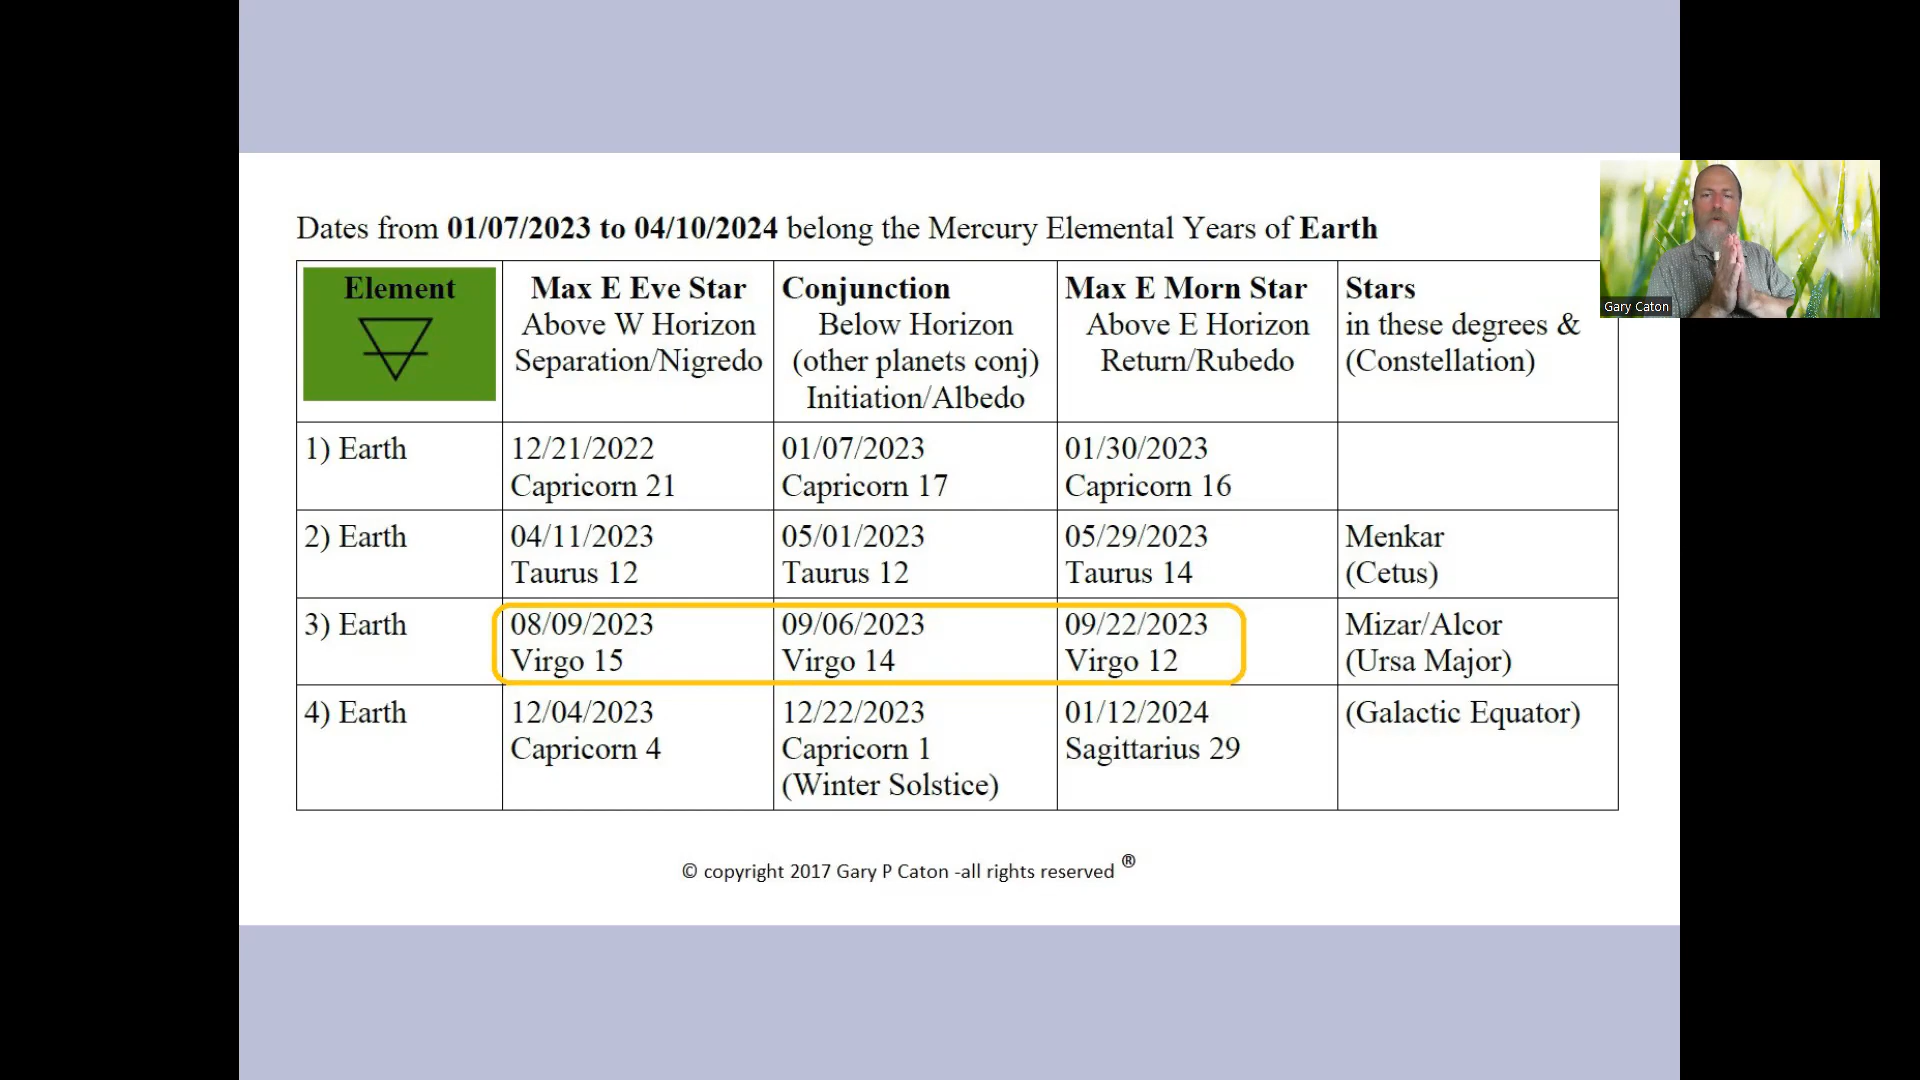 Dates from 01/07/2023 to 04/10/2024 belong the Mercury Elemental Years of Earth
Gary Caton
Element
Max E Eve Star
Above W Horizon
Separation/Nigredo
Conjunction
Below Horizon
(other planets conj)
Initiation/Albedo
Max E Morn Star
Above E Horizon
Return/Rubedo
Stars
in these degrees &
(Constellation)
1) Earth
12/21/2022
Capricorn 21
01/07/2023
Capricorn 17
01/30/2023
Capricorn 16
2) Earth
04/11/2023
Taurus 12
05/01/2023
Taurus 12
05/29/2023
Taurus 14
Menkar
(Cetus)
3) Earth
08/09/2023
Virgo 15
09/06/2023
Virgo 14
09/22/2023
Virgo 12
Mizar/Alcor
(Ursa Major)
4) Earth
12/04/2023
Capricorn 4
12/22/2023
Capricorn 1
(Winter Solstice)
01/12/2024
Sagittarius 29
(Galactic Equator)
© copyright 2017 Gary P Caton -all rights reserved ®